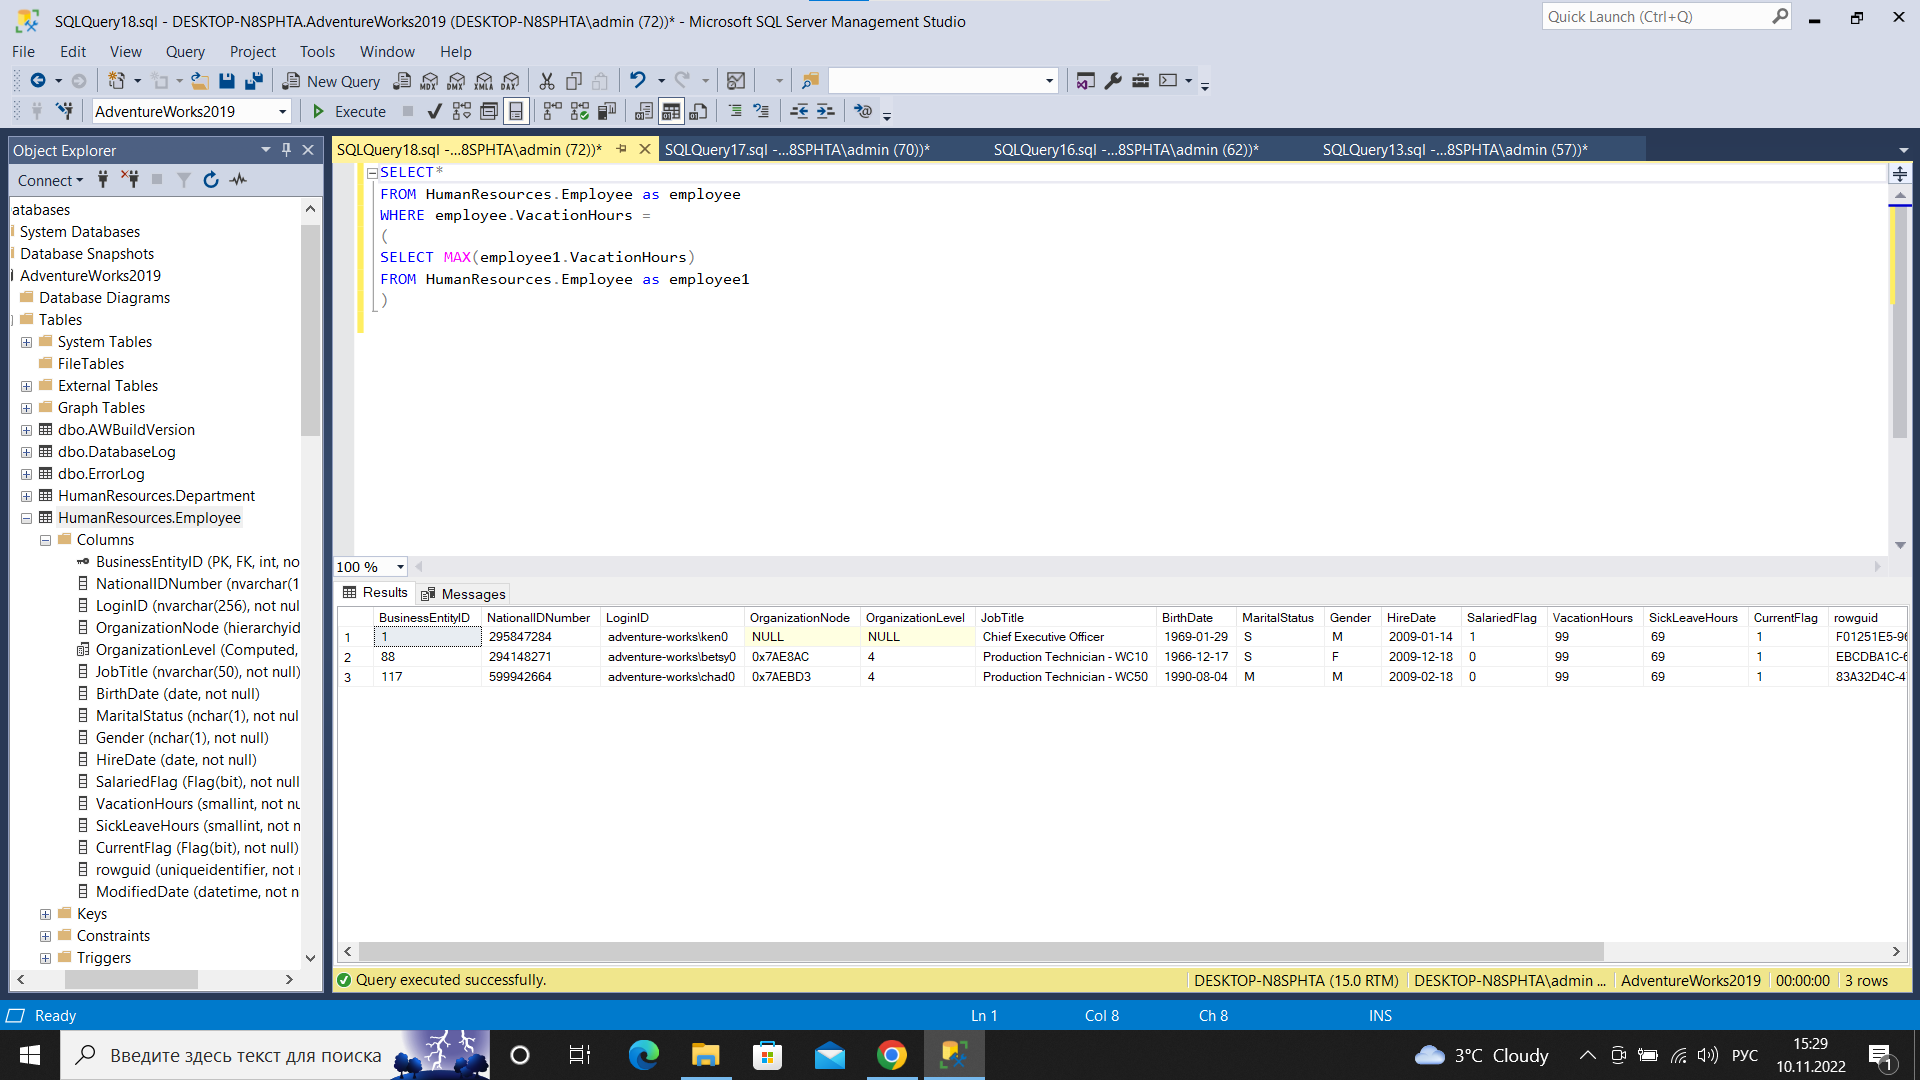 SQLQuery18.sql - DESKTOP-N8SPHTA.AdventureWorks2019 (DESKTOP-N8SPHTA\admin (72))* - Microsoft SQL Server Management Studio
Quick Launch (Ctrl+Q)
File Edit View Query Project Tools Window Help
New Query MDX DMX XMLA DAX
AdventureWorks2019 Execute
Object Explorer
Connect
atabases
System Databases
Database Snapshots
AdventureWorks2019
Database Diagrams
Tables
System Tables
FileTables
External Tables
Graph Tables
dbo.AWBuildVersion
dbo.DatabaseLog
dbo.ErrorLog
HumanResources.Department
HumanResources.Employee
Columns
BusinessEntityID (PK, FK, int, no
NationalIDNumber (nvarchar(1
LoginID (nvarchar(256), not nul
OrganizationNode (hierarchyid
OrganizationLevel (Computed,
JobTitle (nvarchar(50), not null)
BirthDate (date, not null)
MaritalStatus (nchar(1), not nul
Gender (nchar(1), not null)
HireDate (date, not null)
SalariedFlag (Flag(bit), not null
VacationHours (smallint, not nu
SickLeaveHours (smallint, not n
CurrentFlag (Flag(bit), not null)
rowguid (uniqueidentifier, not
ModifiedDate (datetime, not n
Keys
Constraints
Triggers
SQLQuery18.sql -...8SPHTA\admin (72))* SQLQuery17.sql -...8SPHTA\admin (70))* SQLQuery16.sql -...8SPHTA\admin (62))* SQLQuery13.sql -...8SPHTA\admin (57))*
SELECT*
FROM HumanResources.Employee as employee
WHERE employee.VacationHours =
(
SELECT MAX(employee1.VacationHours)
FROM HumanResources.Employee as employee1
)
100 %
Results Messages
BusinessEntityID NationalIDNumber LoginID OrganizationNode OrganizationLevel JobTitle BirthDate MaritalStatus Gender HireDate SalariedFlag VacationHours SickLeaveHours CurrentFlag rowguid
1 1 295847284 adventure-works\ken0 NULL NULL Chief Executive Officer 1969-01-29 S M 2009-01-14 1 99 69 1 F01251E5-96
2 88 294148271 adventure-works\betsy0 0x7AE8AC 4 Production Technician - WC10 1966-12-17 S F 2009-12-18 0 99 69 1 EBCDBA1C-6
3 117 599942664 adventure-works\chad0 0x7AEBD3 4 Production Technician - WC50 1990-08-04 M M 2009-02-18 0 99 69 1 83A32D4C-4
Query executed successfully. DESKTOP-N8SPHTA (15.0 RTM) DESKTOP-N8SPHTA\admin ... AdventureWorks2019 00:00:00 3 rows
Ready Ln 1 Col 8 Ch 8 INS
Введите здесь текст для поиска 3°C Cloudy РУС 15:29
10.11.2022
1